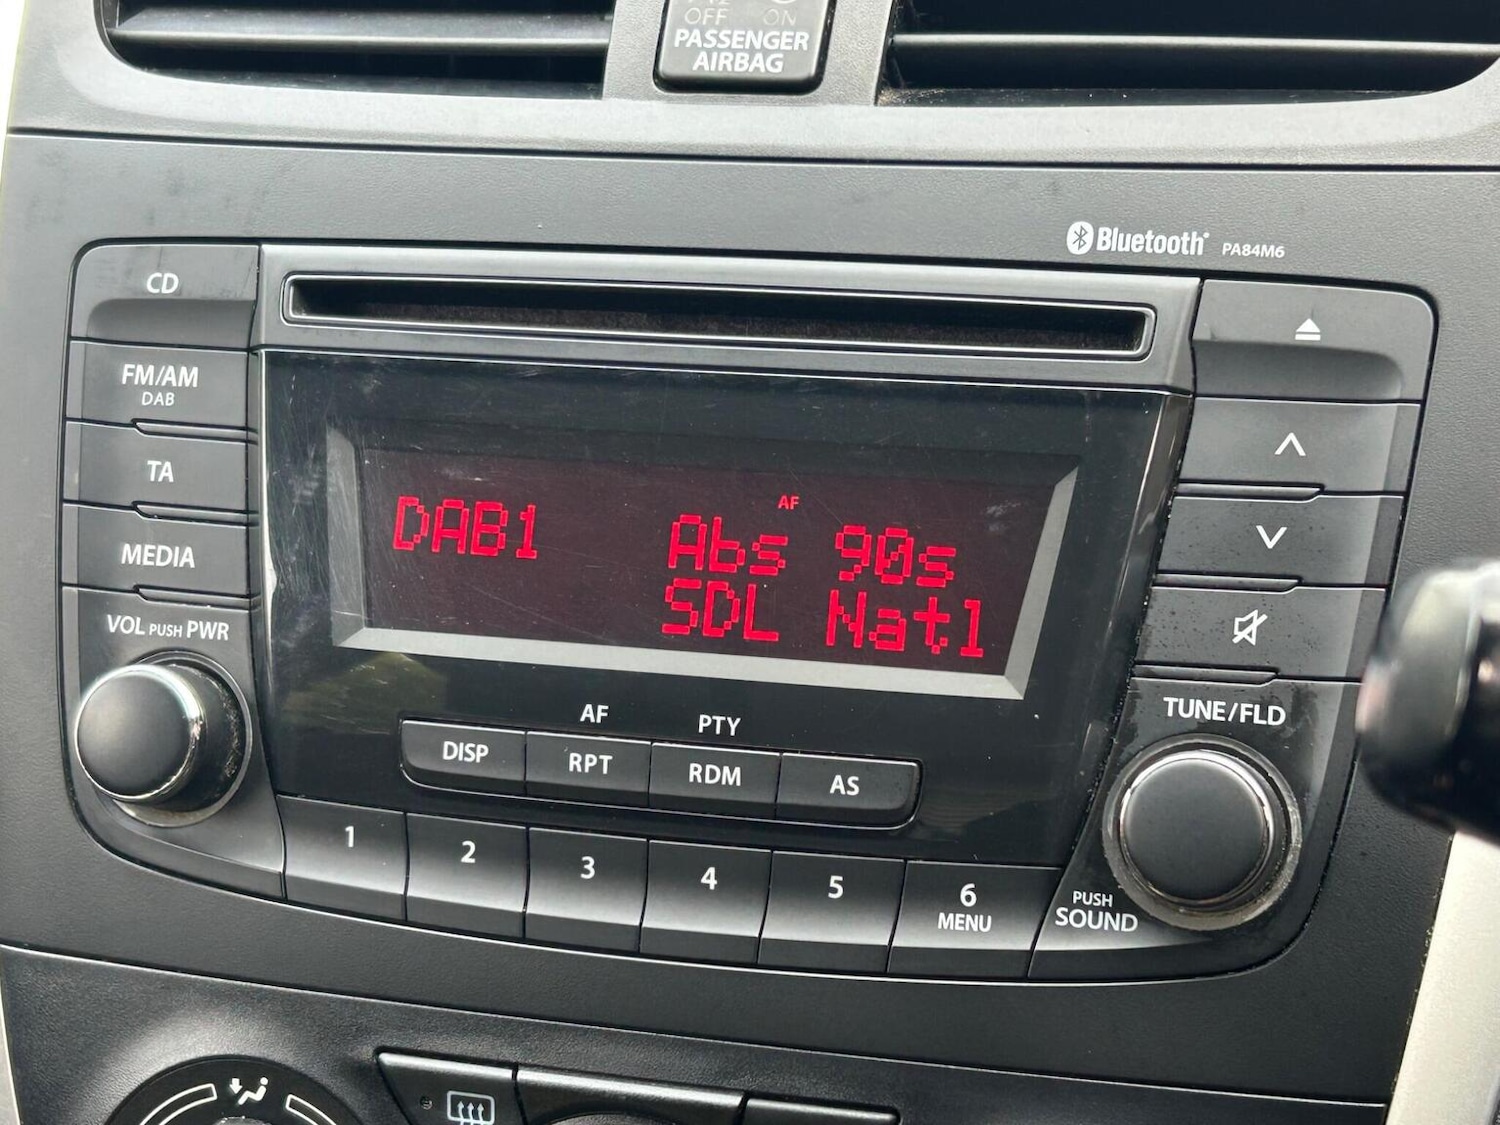 OFF ON
PASSENGER
AIRBAG
Bluetooth PA84M6
CD
FM/AM
DAB
TA
MEDIA
VOL PUSH PWR
AF
DAB1 Abs 90s
SDL Natl
AF PTY
DISP RPT RDM AS
1 2 3 4 5 6
MENU
TUNE/FLD
PUSH
SOUND